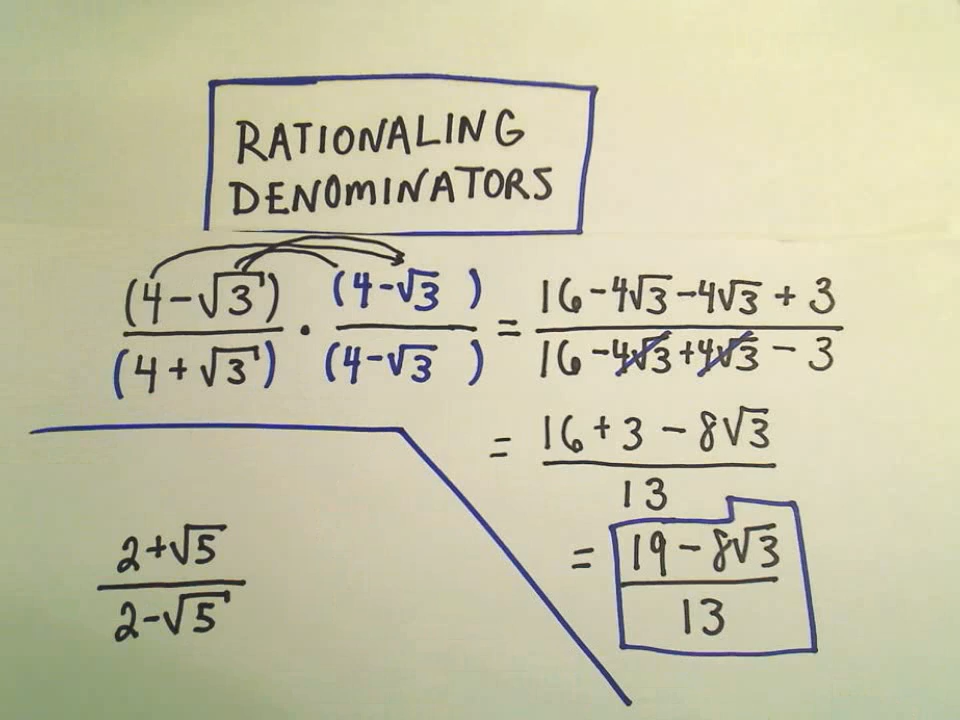 RATIONALING
DENOMINATORS
(4-√3) / (4+√3) · (4-√3) / (4-√3) = 16-4√3-4√3+3 / 16-4√3+4√3-3
= 16+3-8√3 / 13
= 19-8√3 / 13
2+√5 / 2-√5